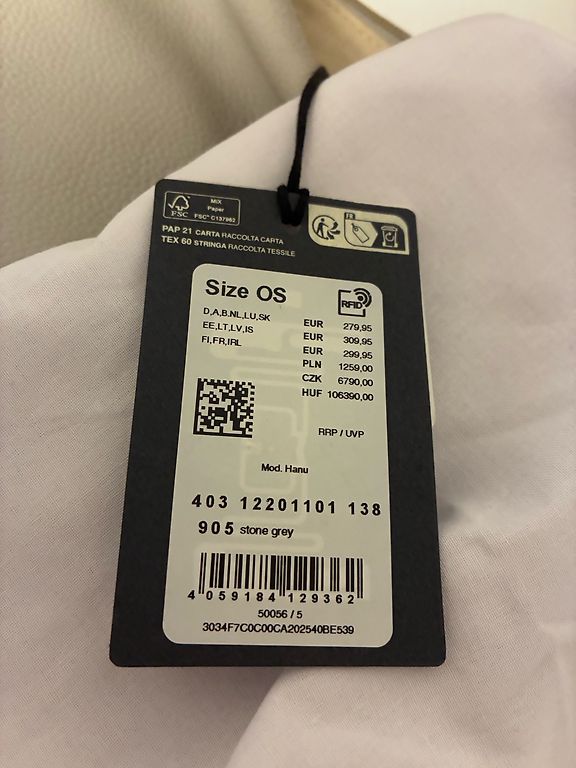 MIX
Paper
FSC
FSC® C137962
FR
PAP 21 CARTA RACCOLTA CARTA
TEX 60 STRINGA RACCOLTA TESSILE
Size OS
RFID
D,A,B,NL,LU,SK EUR 279,95
EE,LT,LV,IS EUR 309,95
FI,FR,IRL EUR 299,95
PLN 1259,00
CZK 6790,00
HUF 106390,00
RRP / UVP
Mod. Hanu
403 12201101 138
905 stone grey
4 059184 129362
50056 / 5
3034F7C0C00CA202540BE539